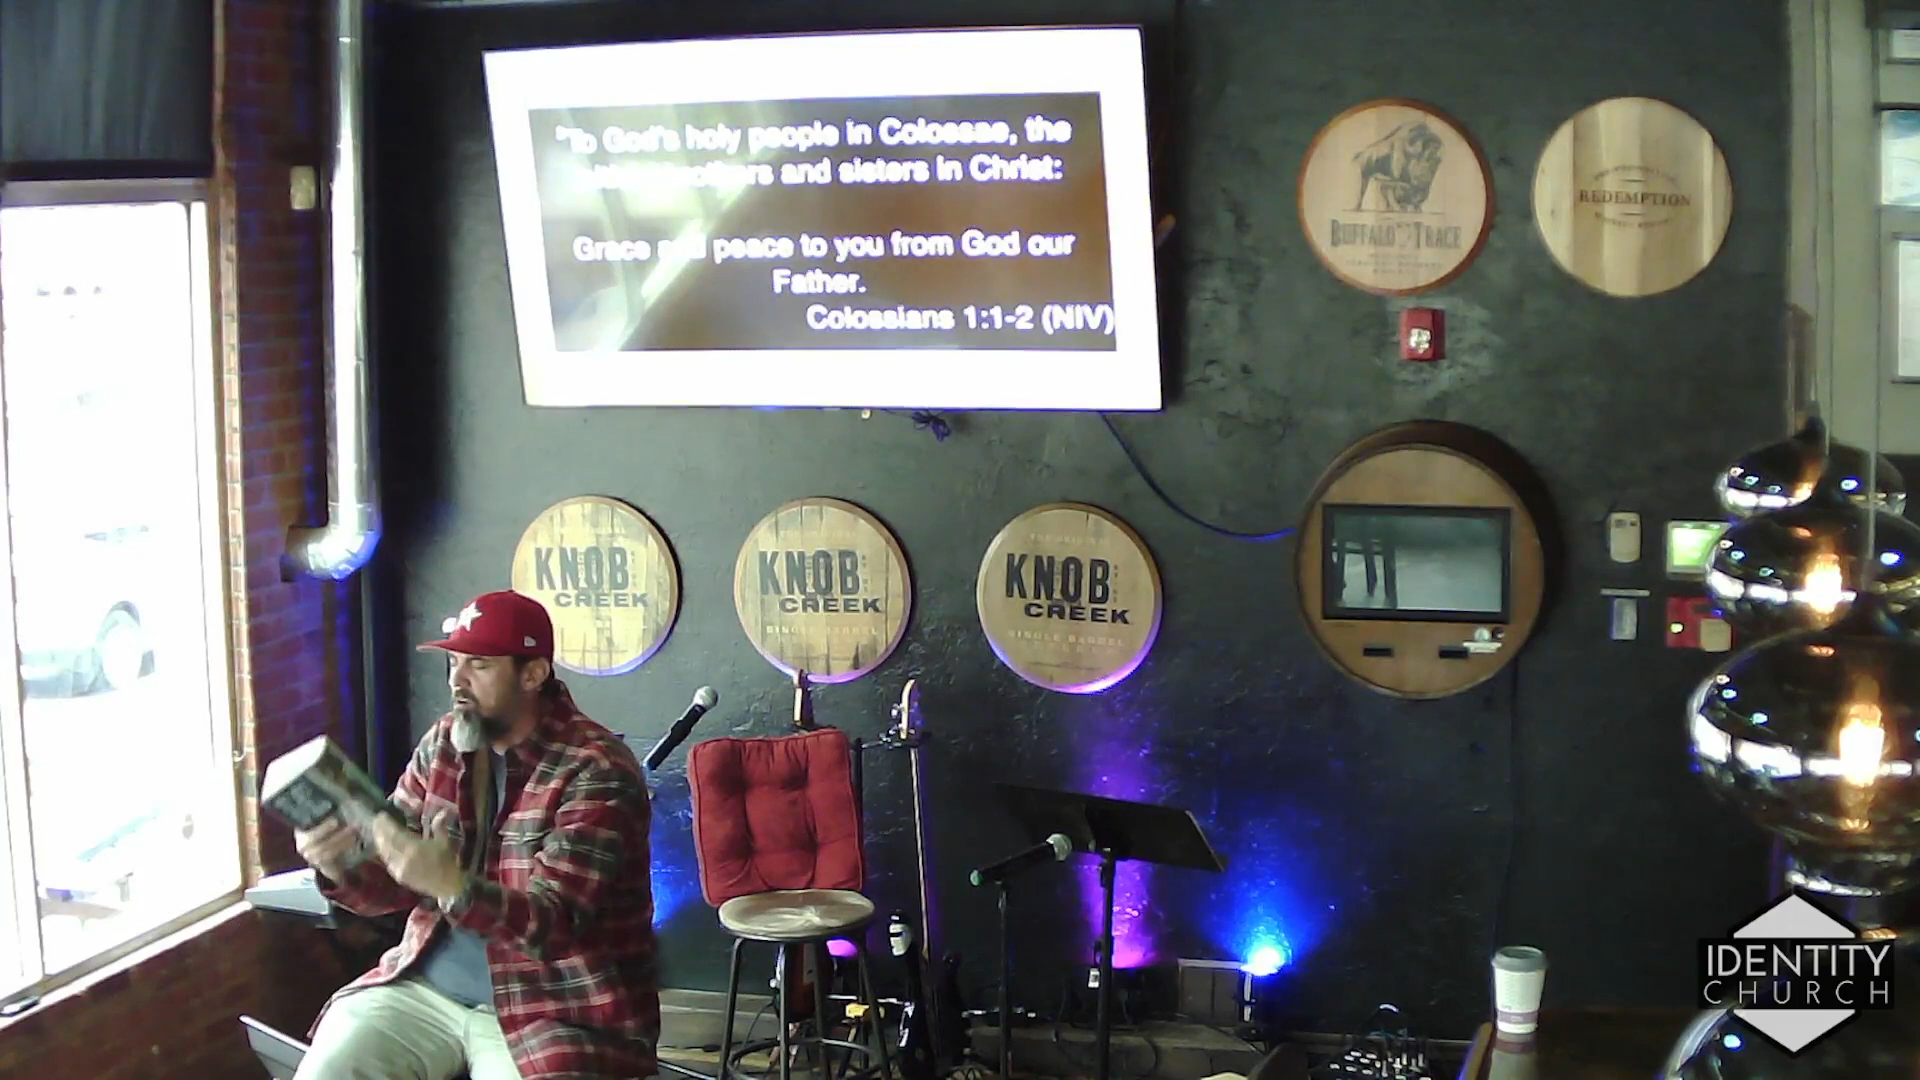 "To God's holy people in Colossae, the
brothers and sisters in Christ:
Grace and peace to you from God our
Father.
Colossians 1:1-2 (NIV)
BUFFALO TRACE
REDEMPTION
KNOB
CREEK
KNOB
CREEK
SINGLE BARREL
KNOB
CREEK
SINGLE BARREL
IDENTITY
CHURCH